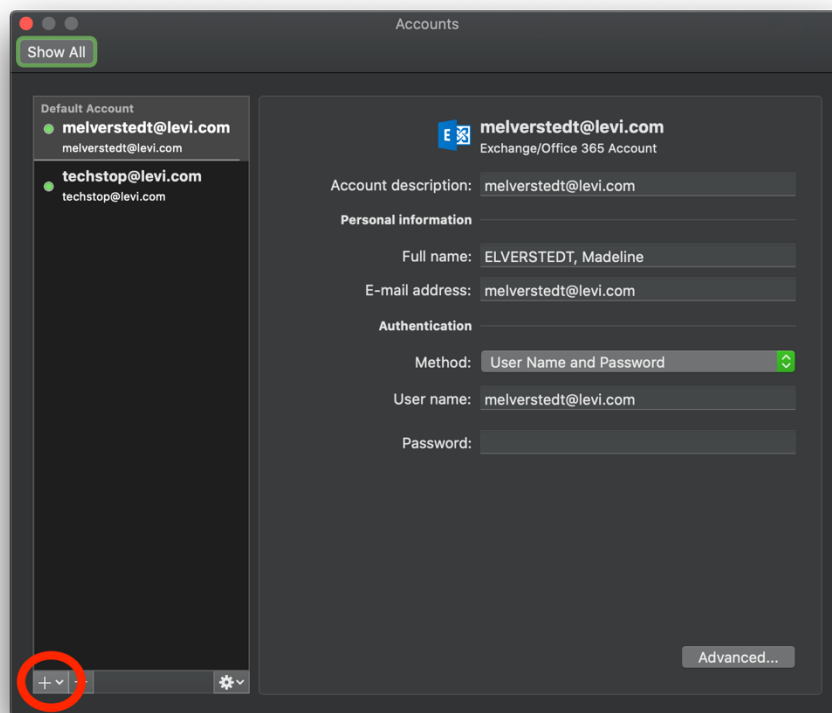 Accounts
Show All
Default Account
melverstedt@levi.com
melverstedt@levi.com
techstop@levi.com
techstop@levi.com
E
melverstedt@levi.com
Exchange/Office 365 Account
Account description: melverstedt@levi.com
Personal information
Full name: ELVERSTEDT, Madeline
E-mail address: melverstedt@levi.com
Authentication
Method: User Name and Password
User name: melverstedt@levi.com
Password:
Advanced...